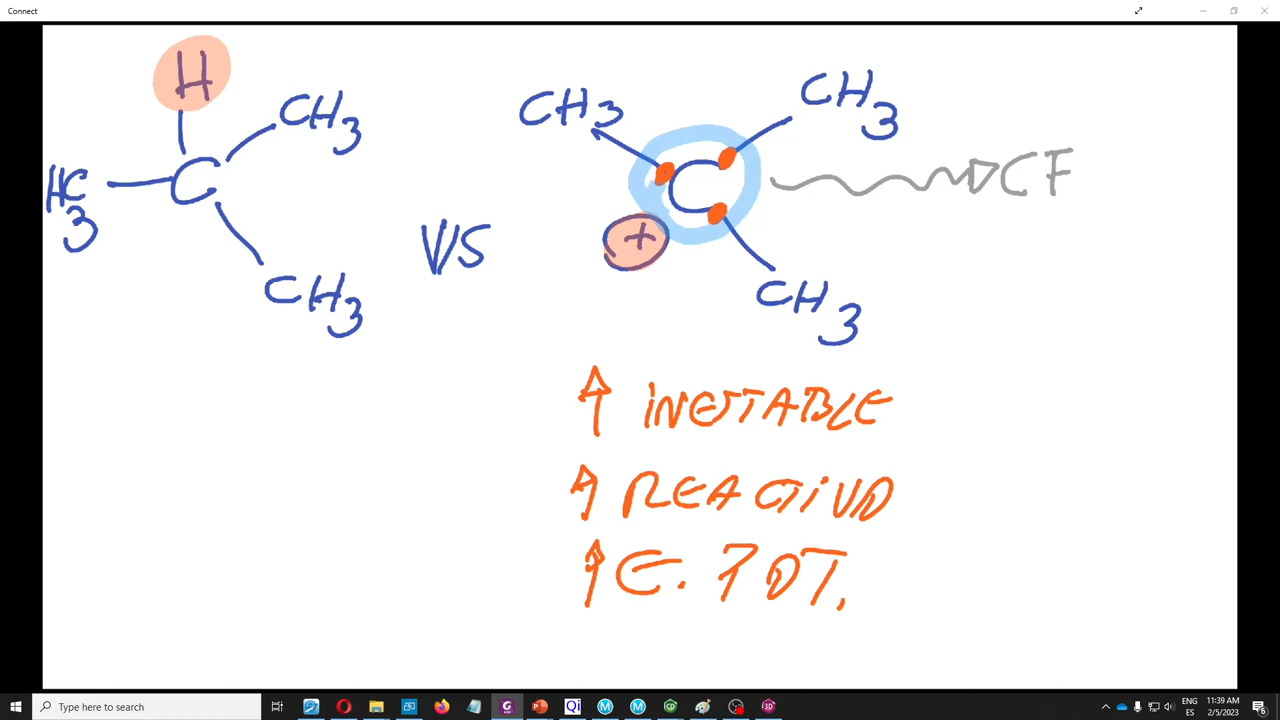 Connect
H
CH3
HC3
C
CH3
VS
CH3
CH3
C
+
CH3
CF
INESTABLE
REACTIVO
E. POT.
Type here to search
ENG
ES
11:39 AM
2/5/2023